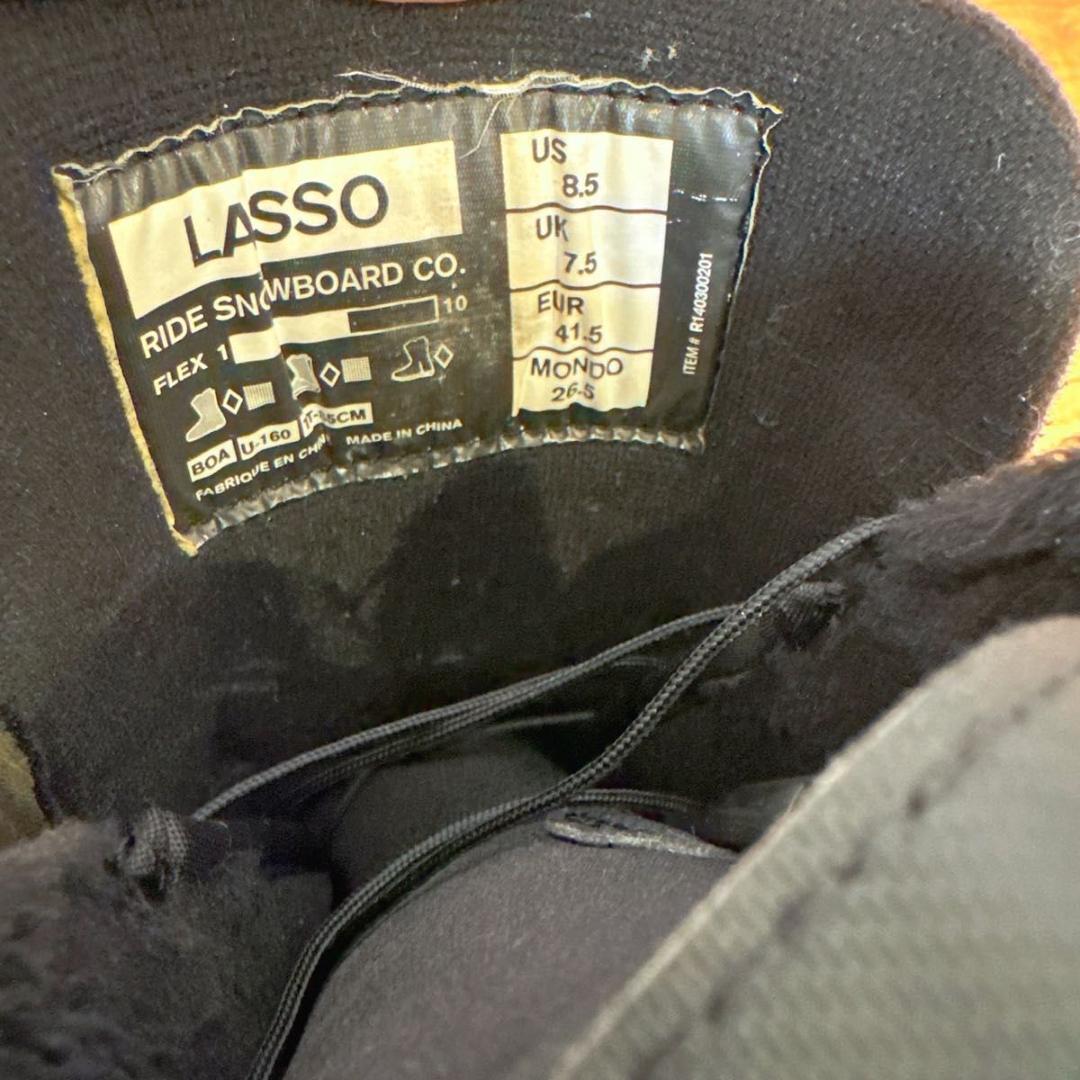 LASSO
RIDE SNOWBOARD CO.
FLEX 1 10
BOA U-160
FABRIQUE EN CHIN
MADE IN CHINA
US
8.5
UK
7.5
EUR
41.5
MONDO
26.5
ITEM # R140300201